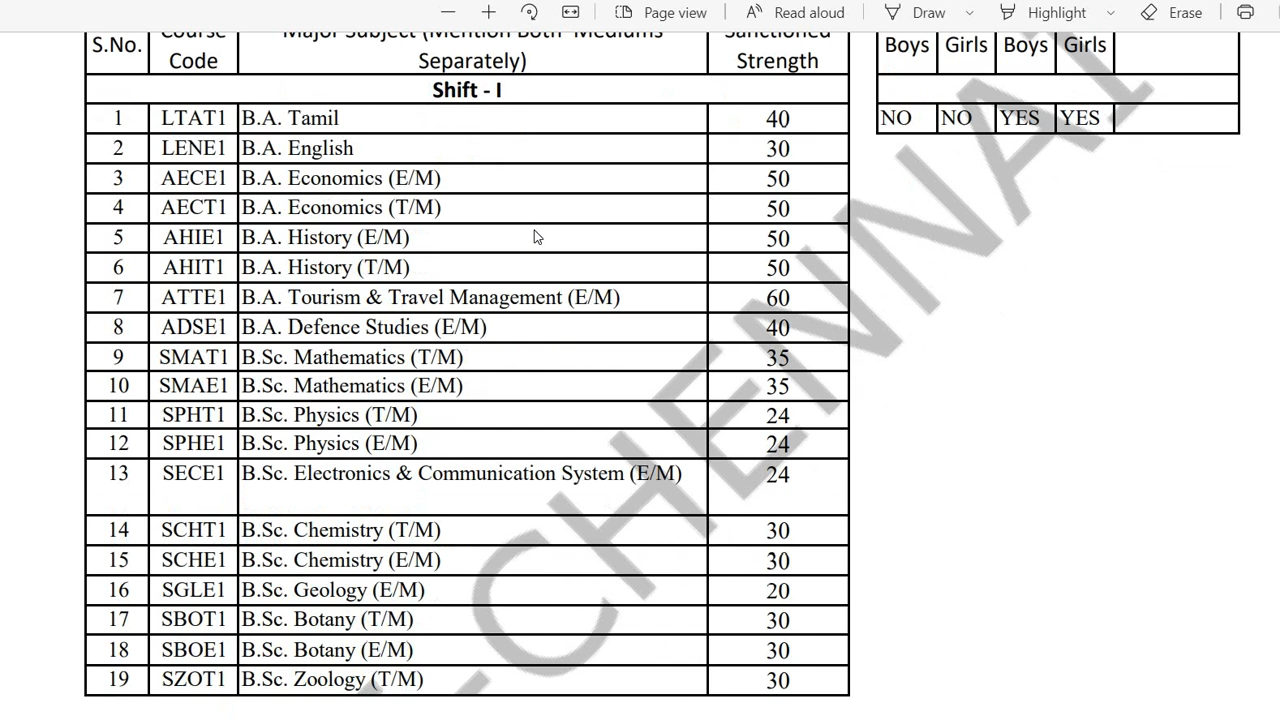 Page view Read aloud Draw Highlight Erase
S.No. Course Code Major Subject (Mention Both Mediums Separately) Sanctioned Strength Boys Girls Boys Girls
Shift - I
1 LTAT1 B.A. Tamil 40 NO NO YES YES
2 LENE1 B.A. English 30
3 AECE1 B.A. Economics (E/M) 50
4 AECT1 B.A. Economics (T/M) 50
5 AHIE1 B.A. History (E/M) 50
6 AHIT1 B.A. History (T/M) 50
7 ATTE1 B.A. Tourism & Travel Management (E/M) 60
8 ADSE1 B.A. Defence Studies (E/M) 40
9 SMAT1 B.Sc. Mathematics (T/M) 35
10 SMAE1 B.Sc. Mathematics (E/M) 35
11 SPHT1 B.Sc. Physics (T/M) 24
12 SPHE1 B.Sc. Physics (E/M) 24
13 SECE1 B.Sc. Electronics & Communication System (E/M) 24
14 SCHT1 B.Sc. Chemistry (T/M) 30
15 SCHE1 B.Sc. Chemistry (E/M) 30
16 SGLE1 B.Sc. Geology (E/M) 20
17 SBOT1 B.Sc. Botany (T/M) 30
18 SBOE1 B.Sc. Botany (E/M) 30
19 SZOT1 B.Sc. Zoology (T/M) 30
-CHENNAI